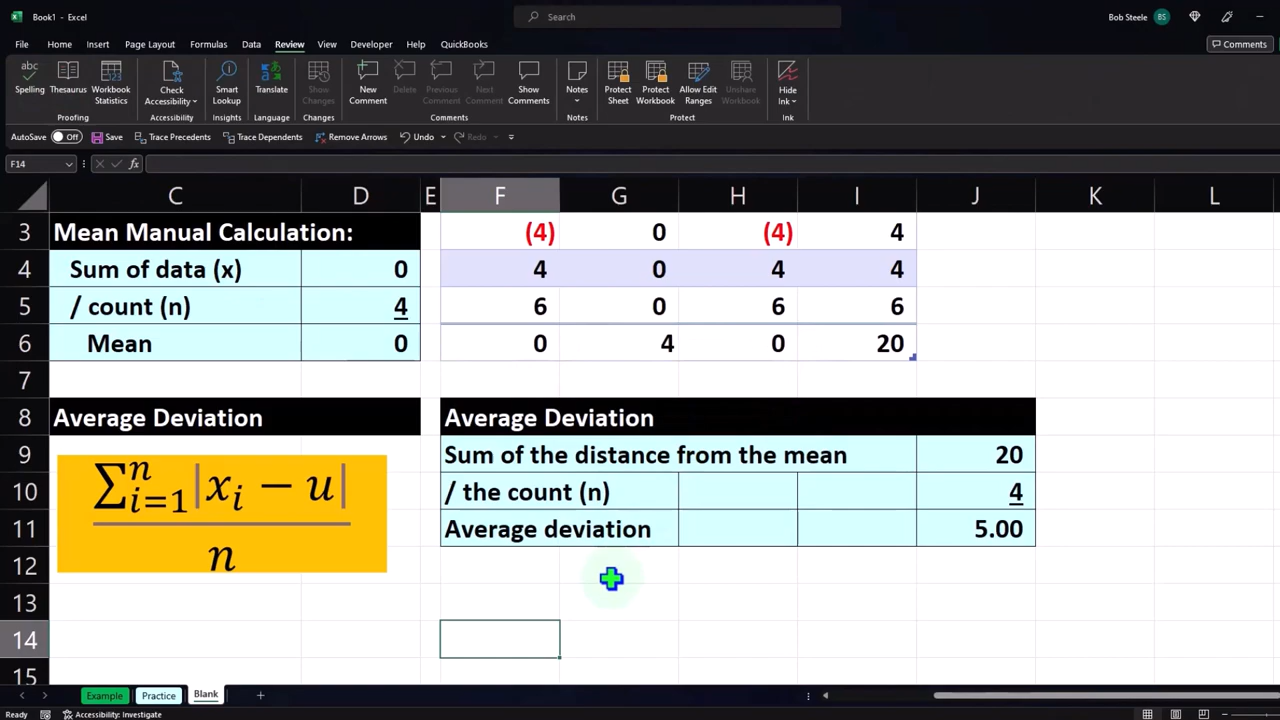 Book1 - Excel
Search
Bob Steele BS
File Home Insert Page Layout Formulas Data Developer Review View Developer Help QuickBooks
Comments
Spelling
Thesaurus
Workbook Statistics
Check Accessibility
Smart Lookup
Translate
Show Changes
New Comment
Delete
Previous Comment
Next Comment
Show Comments
Notes
Protect Sheet
Protect Workbook
Allow Edit Ranges
Unshare Workbook
Hide Ink
Proofing Accessibility Insights Language Changes Comments Notes Protect Ink
AutoSave Off Save Trace Precedents Trace Dependents Remove Arrows Undo Redo
F14 fx
C D E F G H I J K L
3 Mean Manual Calculation: (4) 0 (4) 4
4 Sum of data (x) 0 4 0 4 4
5 / count (n) 4 6 0 6 6
6 Mean 0 0 4 0 20
7
8 Average Deviation Average Deviation
9 Sum of the distance from the mean 20
10 / the count (n) 4
11 Average deviation 5.00
∑ⁿᵢ₌₁|xᵢ − u|
n
12
13
14
15
Example Practice Blank
Ready Accessibility: Investigate